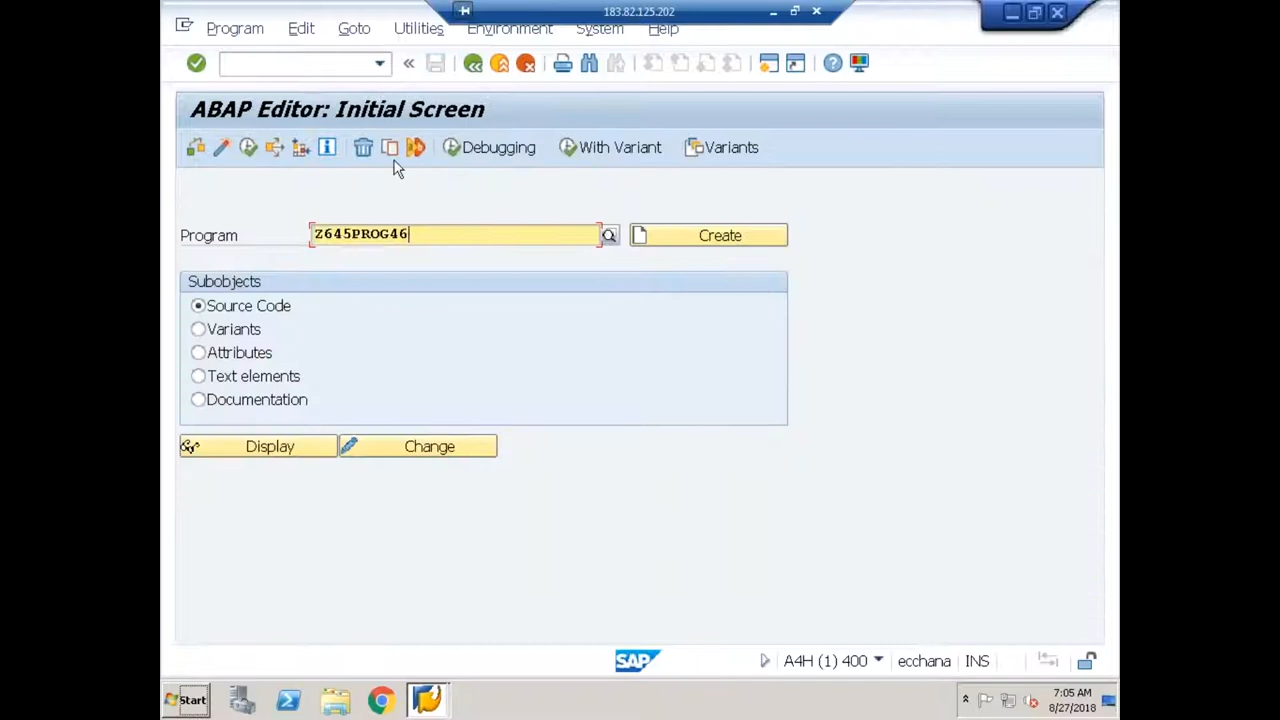 183.82.125.202
Program Edit Goto Utilities Environment System Help
ABAP Editor: Initial Screen
Debugging With Variant Variants
Program Z645PROG46 Create
Subobjects
Source Code
Variants
Attributes
Text elements
Documentation
Display Change
SAP A4H (1) 400 ecchana INS
Start 7:05 AM
8/27/2018